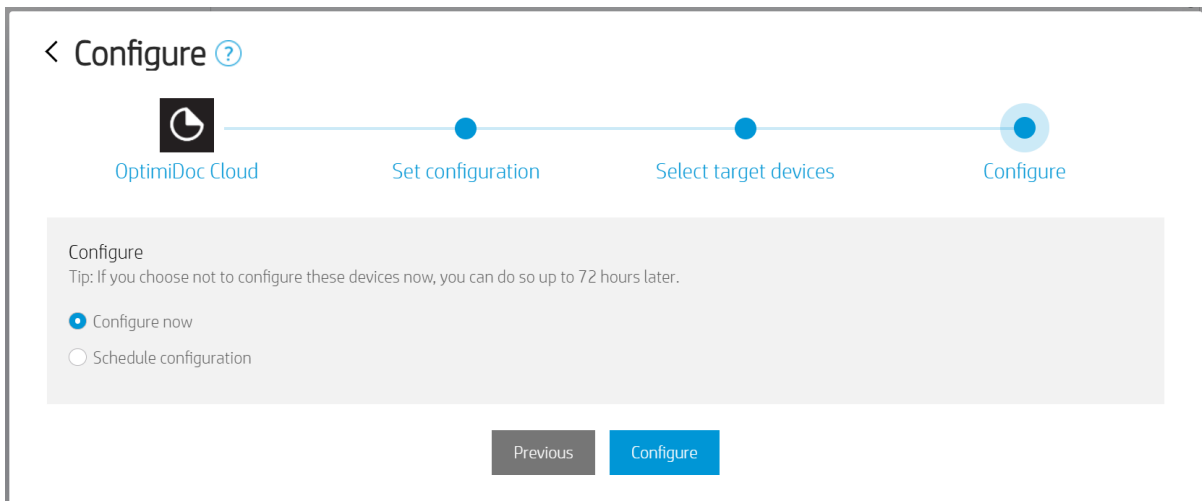 Configure ?
OptimiDoc Cloud
Set configuration
Select target devices
Configure
Configure
Tip: If you choose not to configure these devices now, you can do so up to 72 hours later.
Configure now
Schedule configuration
Previous
Configure